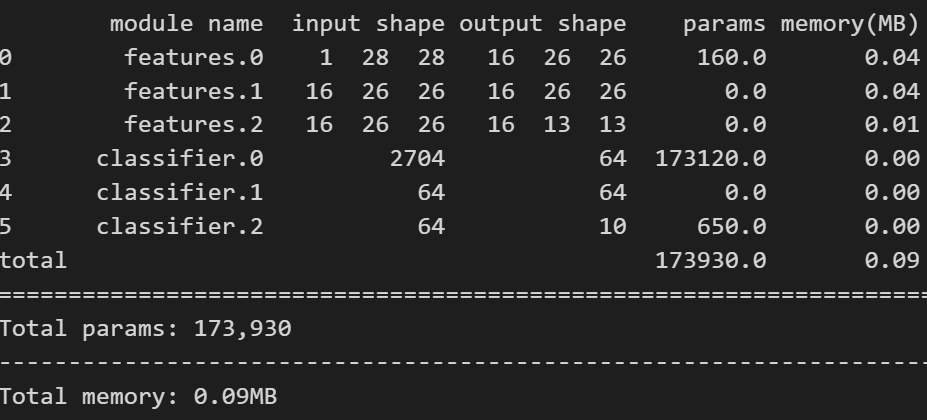 module name input shape output shape params memory(MB)
0 features.0 1 28 28 16 26 26 160.0 0.04
1 features.1 16 26 26 16 26 26 0.0 0.04
2 features.2 16 26 26 16 13 13 0.0 0.01
3 classifier.0 2704 64 173120.0 0.00
4 classifier.1 64 64 0.0 0.00
5 classifier.2 64 10 650.0 0.00
total 173930.0 0.09
===================================================================
Total params: 173,930
-------------------------------------------------------------------
Total memory: 0.09MB